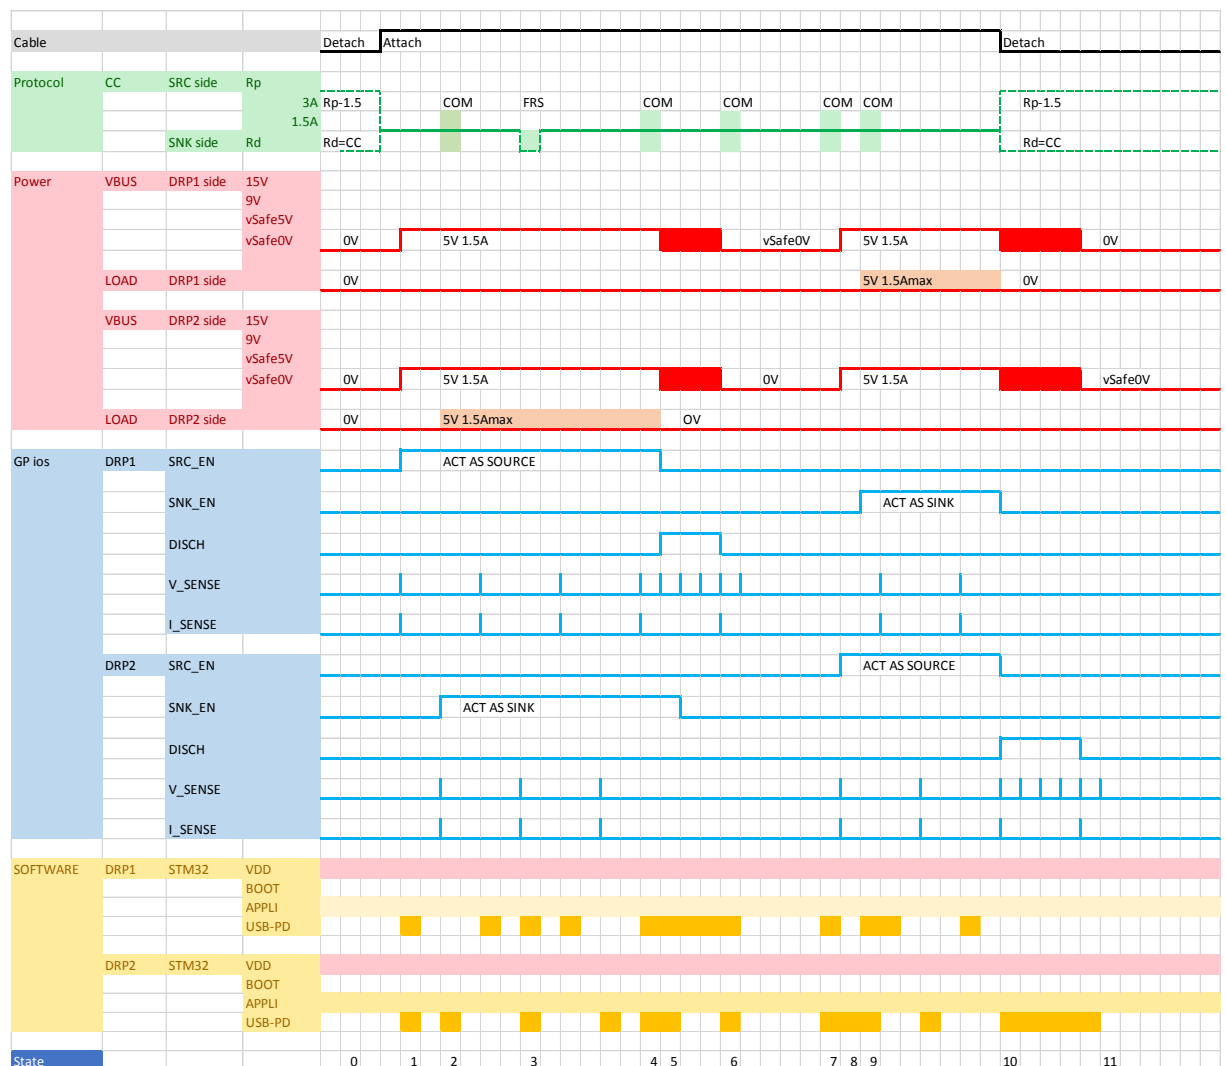 Cable Detach Attach Detach
Protocol CC SRC side Rp
3A Rp-1.5 COM FRS COM COM COM COM Rp-1.5
1.5A
SNK side Rd Rd=CC Rd=CC
Power VBUS DRP1 side 15V
9V
vSafe5V
vSafe0V 0V 5V 1.5A vSafe0V 5V 1.5A 0V
LOAD DRP1 side 0V 5V 1.5Amax 0V
VBUS DRP2 side 15V
9V
vSafe5V
vSafe0V 0V 5V 1.5A 0V 5V 1.5A vSafe0V
LOAD DRP2 side 0V 5V 1.5Amax OV
GP ios DRP1 SRC_EN ACT AS SOURCE
SNK_EN ACT AS SINK
DISCH
V_SENSE
I_SENSE
DRP2 SRC_EN ACT AS SOURCE
SNK_EN ACT AS SINK
DISCH
V_SENSE
I_SENSE
SOFTWARE DRP1 STM32 VDD
BOOT
APPLI
USB-PD
DRP2 STM32 VDD
BOOT
APPLI
USB-PD
State 0 1 2 3 4 5 6 7 8 9 10 11